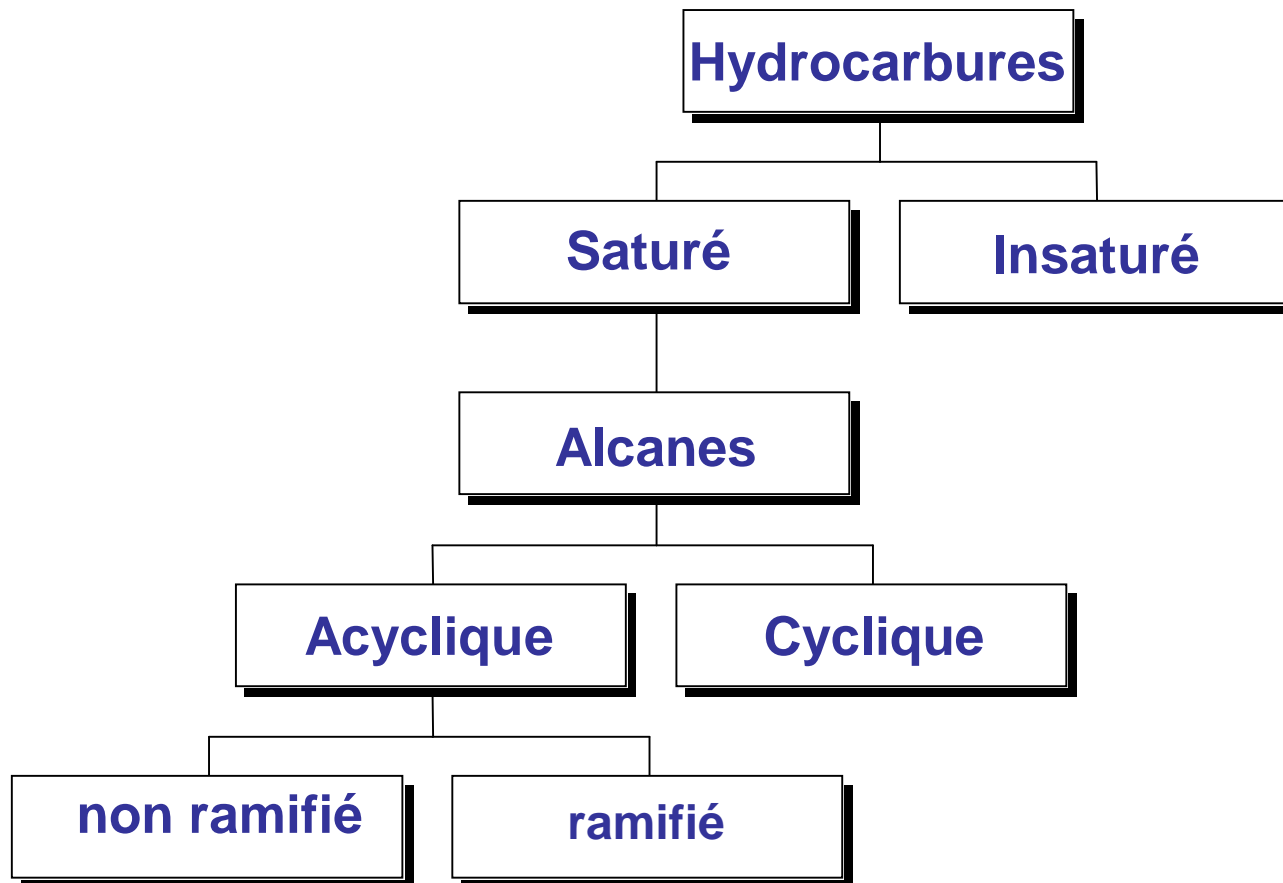 Hydrocarbures
Saturé
Insaturé
Alcanes
Acyclique
Cyclique
non ramifié
ramifié